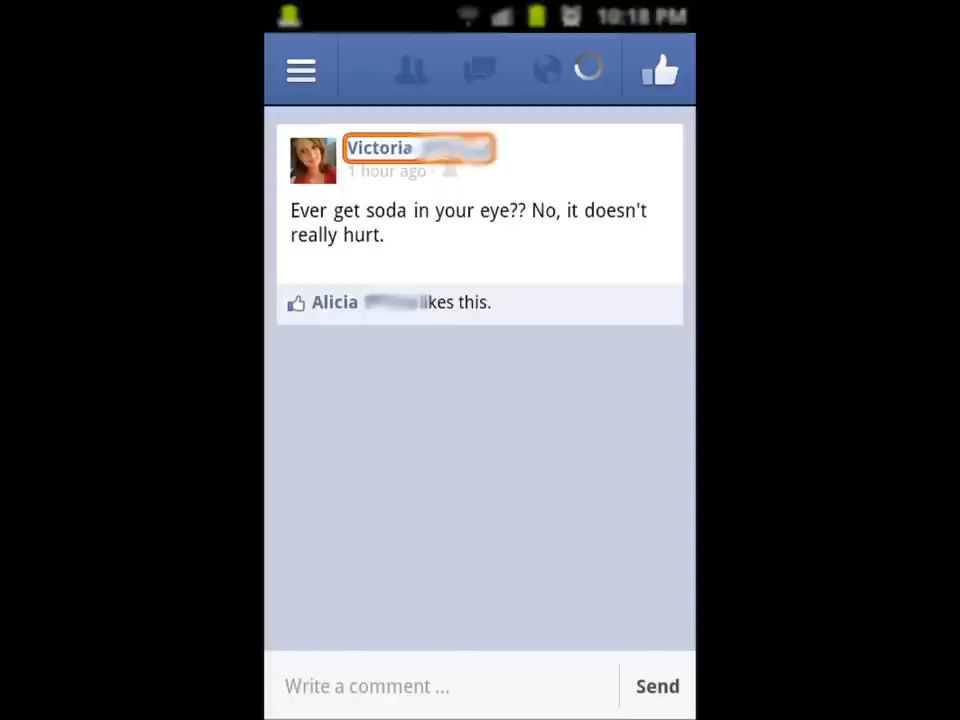 10:18 PM
Victoria
1 hour ago ·
Ever get soda in your eye?? No, it doesn't
really hurt.
Alicia likes this.
Write a comment ...
Send